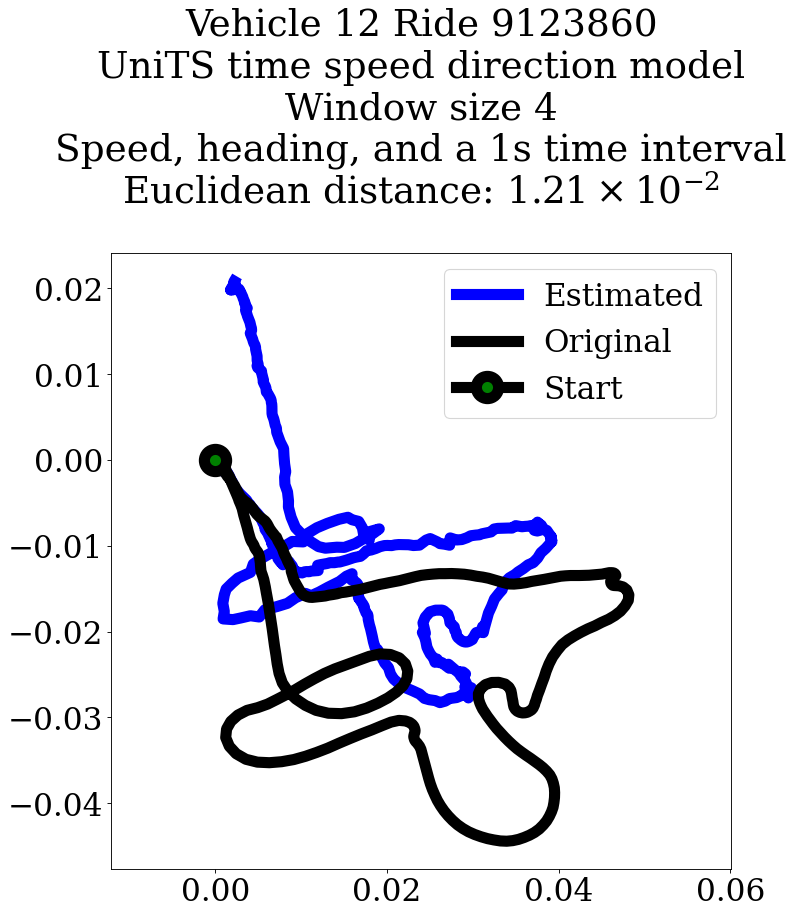 Vehicle 12 Ride 9123860
UniTS time speed direction model
Window size 4
Speed, heading, and a 1s time interval
Euclidean distance: 1.21 × 10⁻²
Estimated
Original
Start
0.02
0.01
0.00
−0.01
−0.02
−0.03
−0.04
0.00 0.02 0.04 0.06